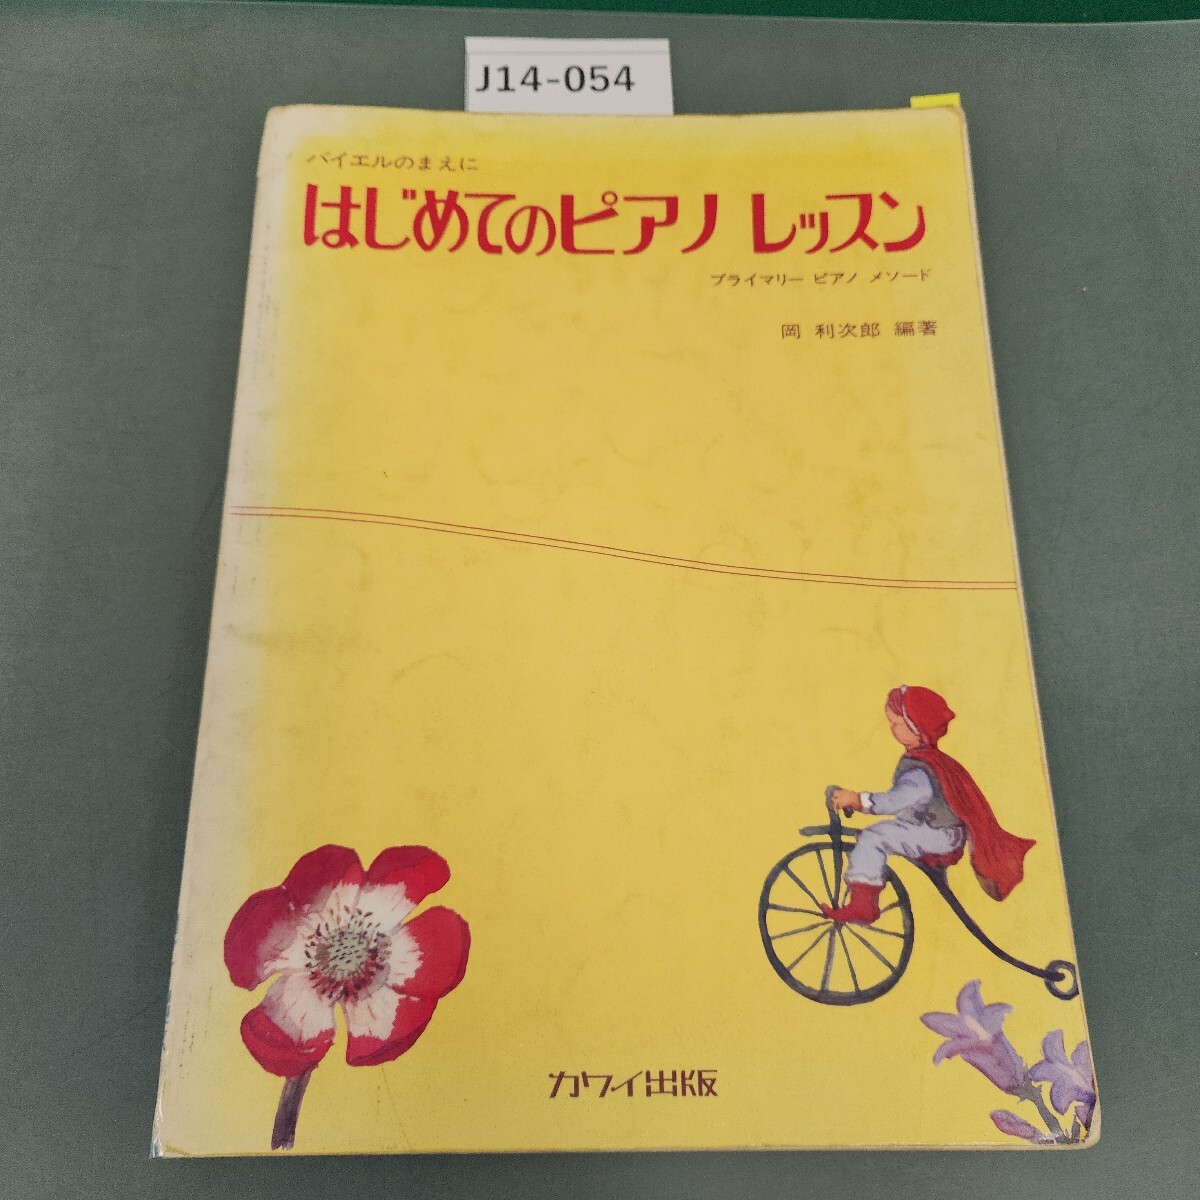 J14-054
バイエルのまえに
はじめてのピアノ レッスン
プライマリー ピアノ メソード
岡 利次郎 編著
カワイ出版